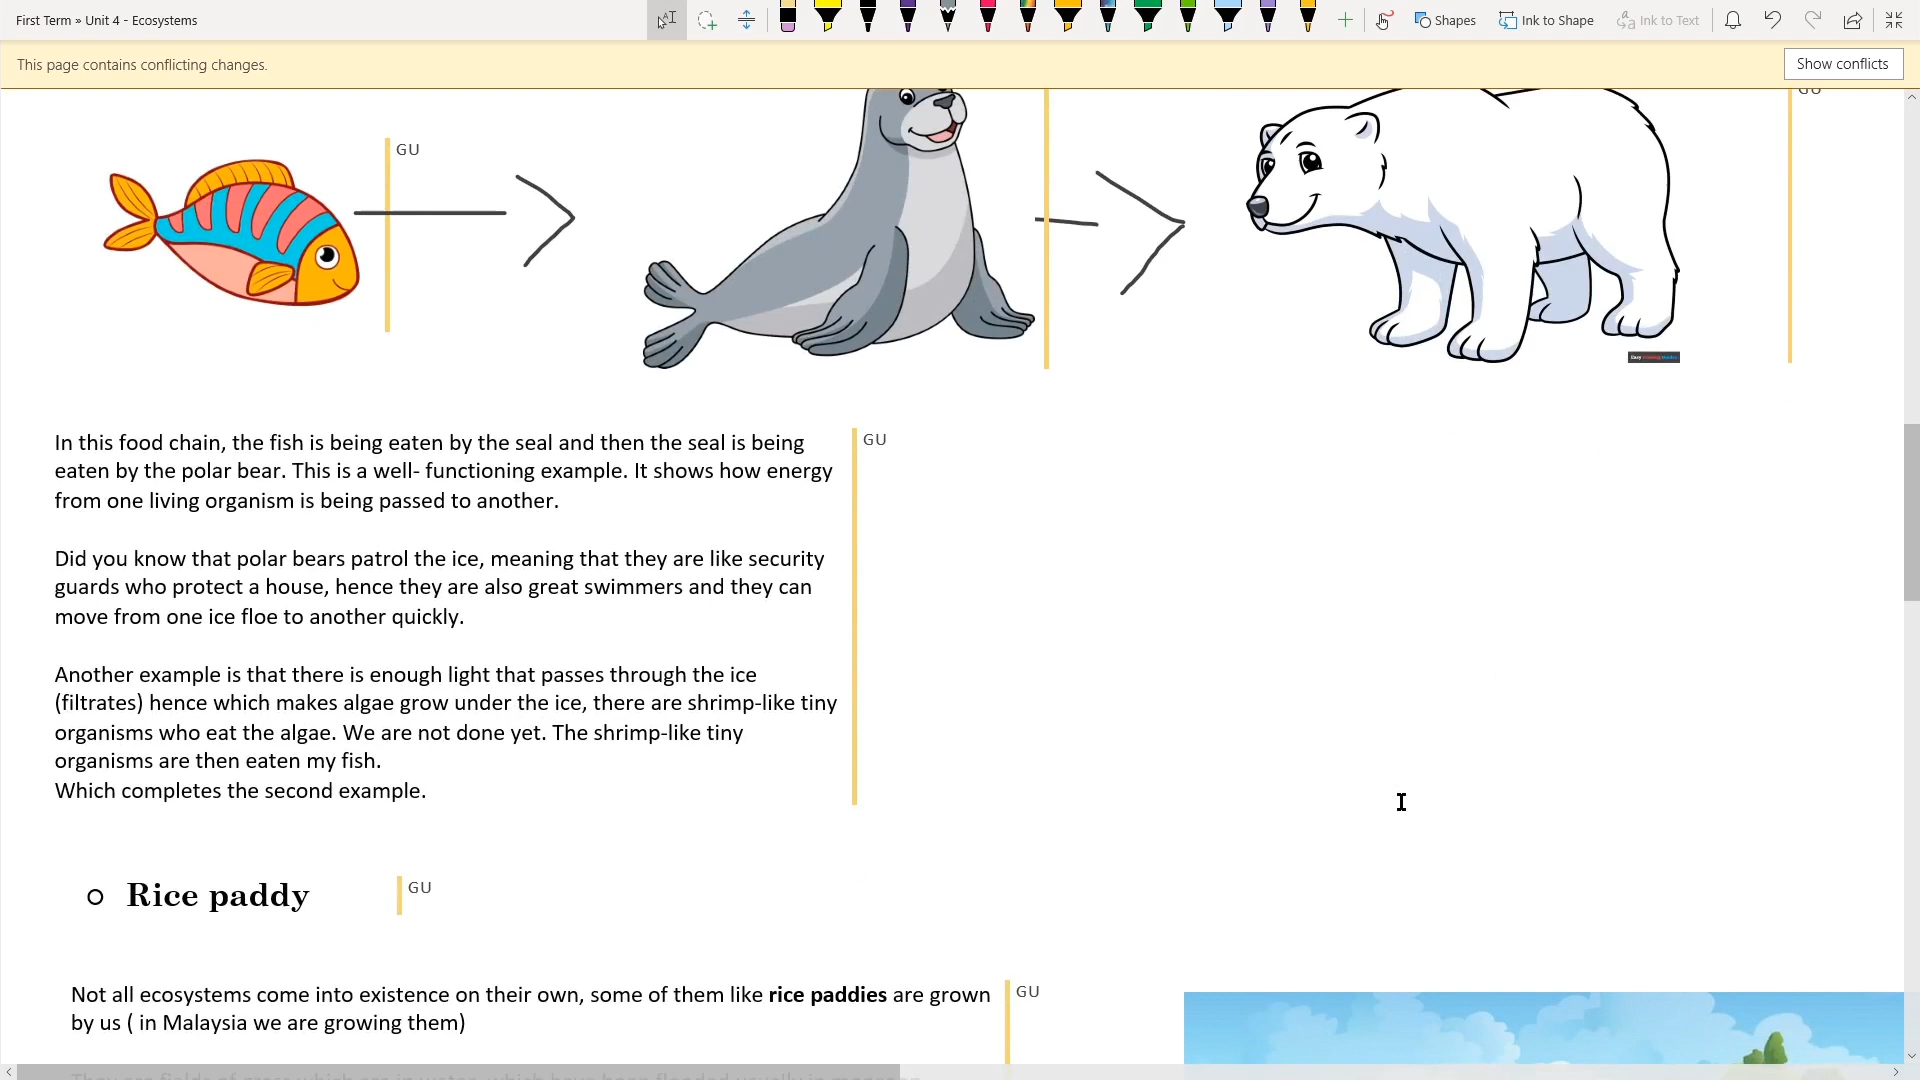 First Term » Unit 4 - Ecosystems
Shapes
Ink to Shape
Ink to Text
This page contains conflicting changes.
Show conflicts
GU
GU
In this food chain, the fish is being eaten by the seal and then the seal is being
eaten by the polar bear. This is a well- functioning example. It shows how energy
from one living organism is being passed to another.
GU
Did you know that polar bears patrol the ice, meaning that they are like security
guards who protect a house, hence they are also great swimmers and they can
move from one ice floe to another quickly.
Another example is that there is enough light that passes through the ice
(filtrates) hence which makes algae grow under the ice, there are shrimp-like tiny
organisms who eat the algae. We are not done yet. The shrimp-like tiny
organisms are then eaten my fish.
Which completes the second example.
Rice paddy
GU
Not all ecosystems come into existence on their own, some of them like rice paddies are grown
by us ( in Malaysia we are growing them)
GU